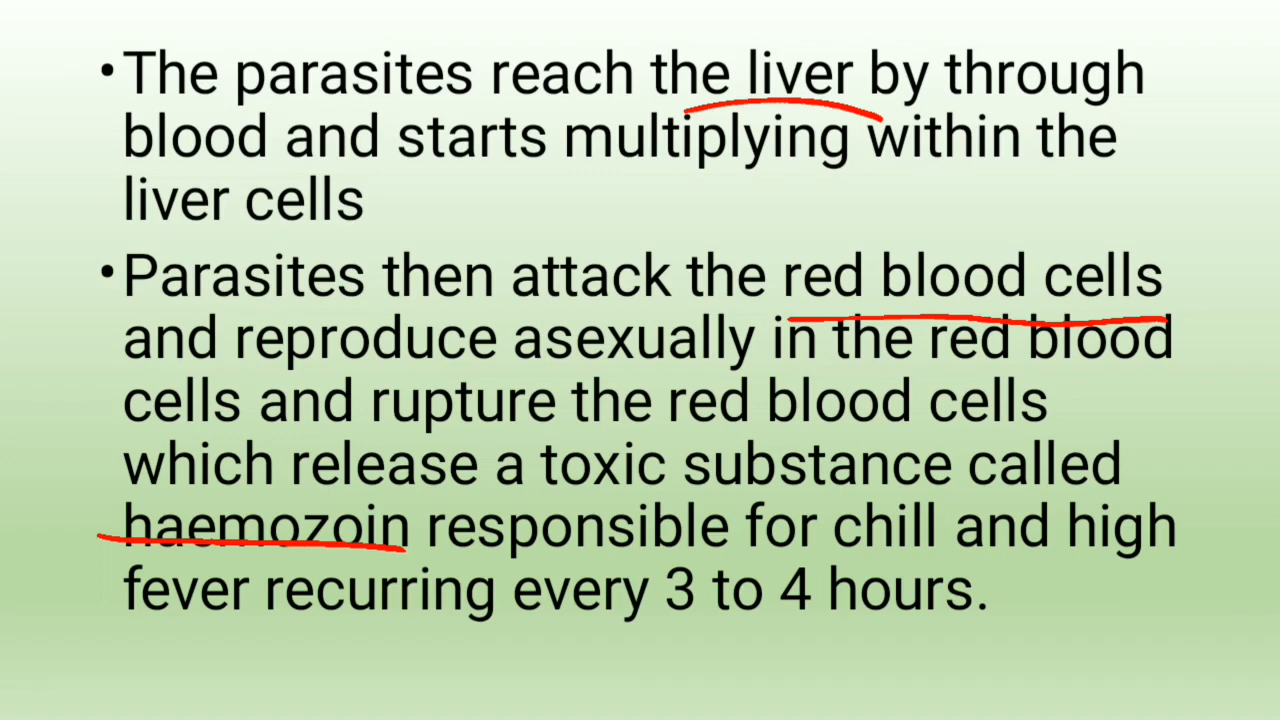 •The parasites reach the liver by through
blood and starts multiplying within the
liver cells
•Parasites then attack the red blood cells
and reproduce asexually in the red blood
cells and rupture the red blood cells
which release a toxic substance called
haemozoin responsible for chill and high
fever recurring every 3 to 4 hours.